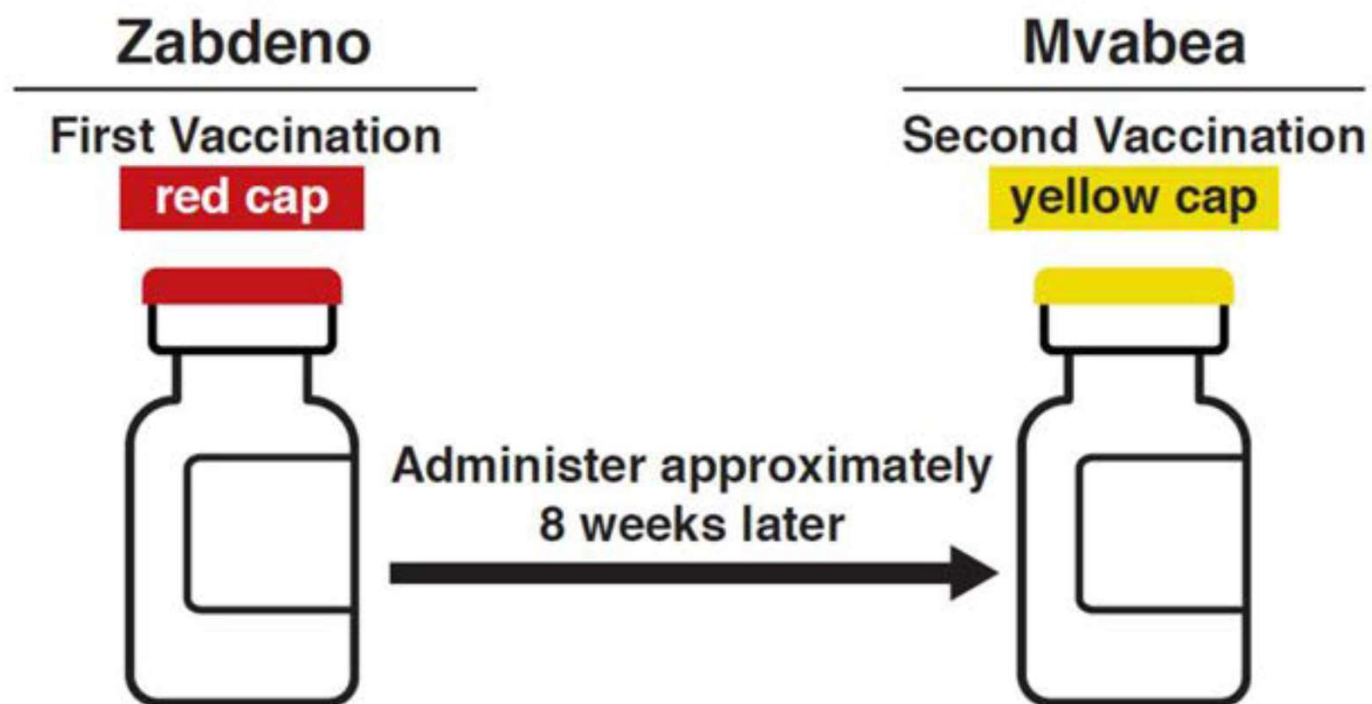 Zabdeno
First Vaccination
red cap
Mvabea
Second Vaccination
yellow cap
Administer approximately
8 weeks later